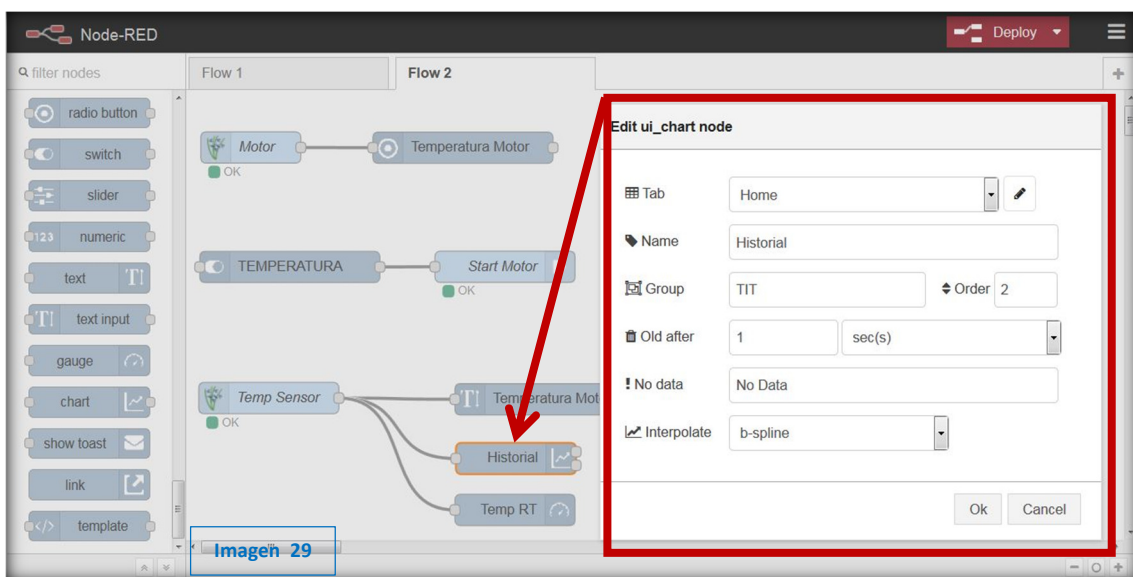 Node-RED
Deploy
filter nodes
Flow 1
Flow 2
radio button
switch
slider
123 numeric
text
text input
gauge
chart
show toast
link
template
Motor
OK
Temperatura Motor
TEMPERATURA
Start Motor
OK
Temp Sensor
OK
Temperatura Mot
Historial
Temp RT
Edit ui_chart node
Tab Home
Name Historial
Group TIT Order 2
Old after 1 sec(s)
! No data No Data
Interpolate b-spline
Ok Cancel
Imagen 29